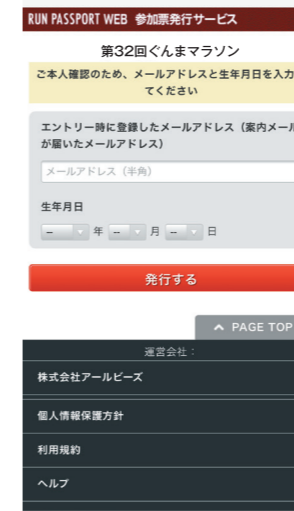 RUN PASSPORT WEB 参加票発行サービス
第32回ぐんまマラソン
ご本人確認のため、メールアドレスと生年月日を入力
てください
エントリー時に登録したメールアドレス（案内メール
が届いたメールアドレス）
メールアドレス（半角）
生年月日
-- 年 -- 月 -- 日
発行する
PAGE TOP
運営会社：
株式会社アールビーズ
個人情報保護方針
利用規約
ヘルプ